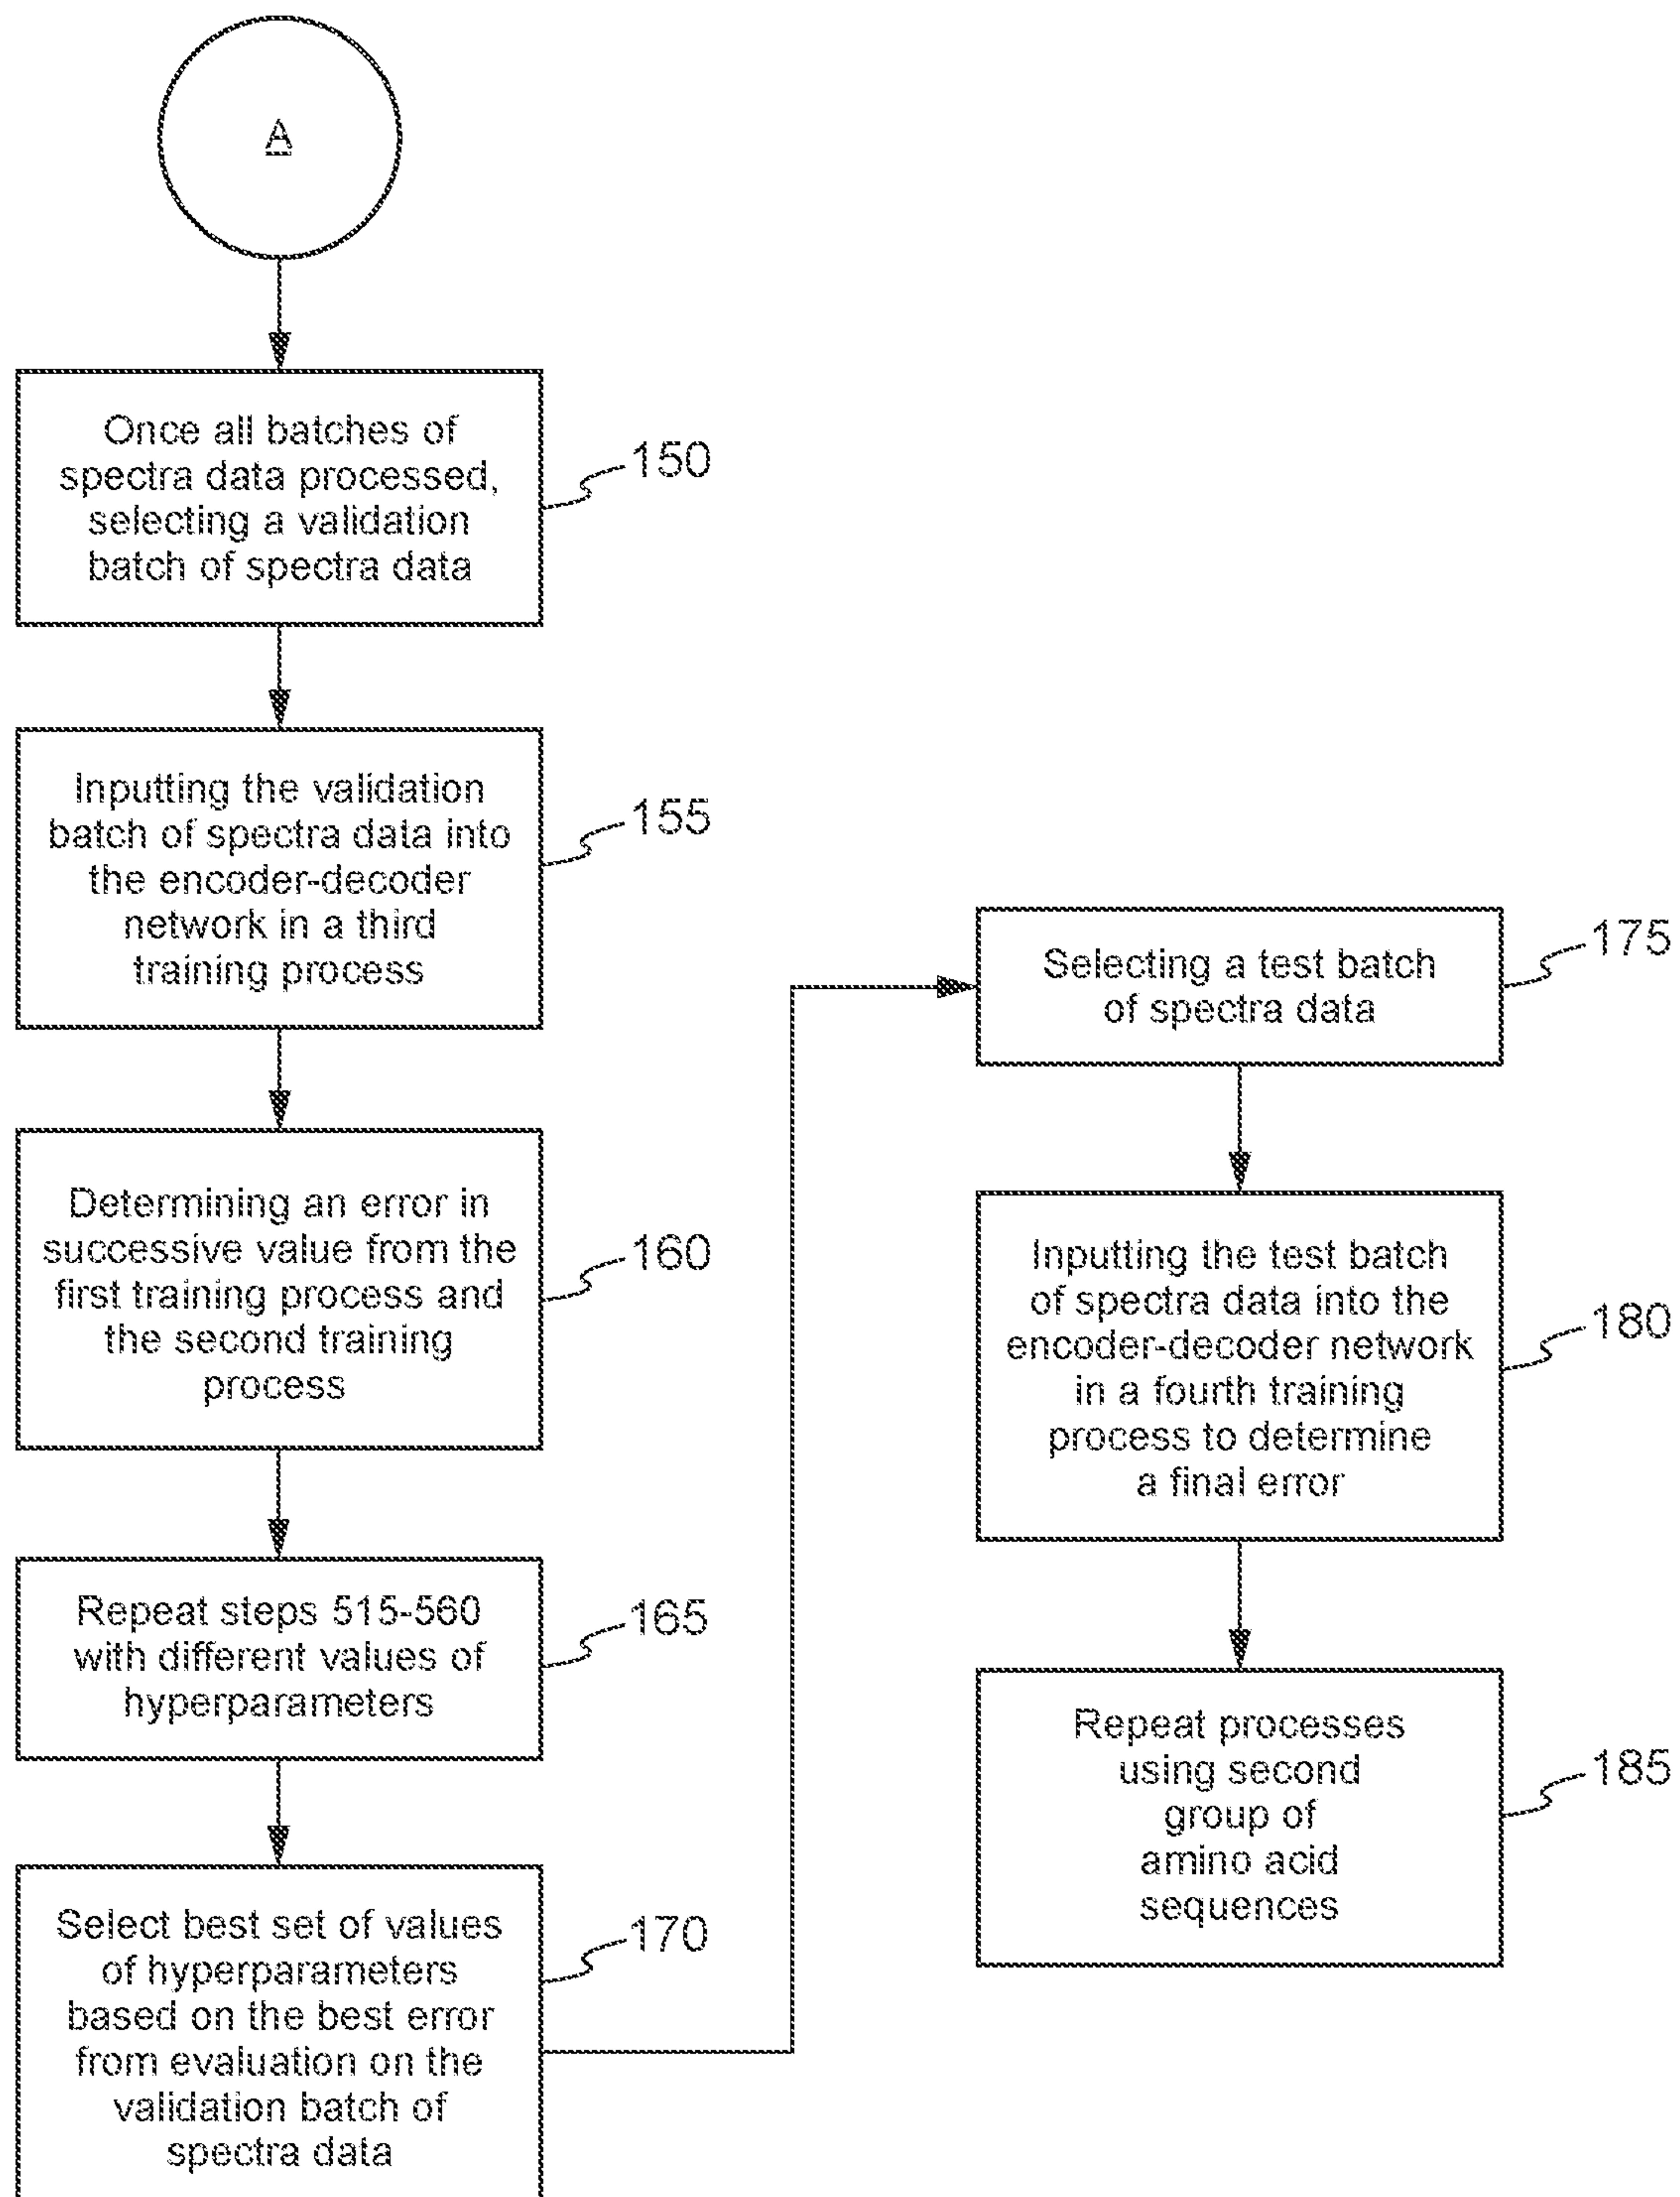 A
Once all batches of
spectra data processed,
selecting a validation
batch of spectra data
150
Inputting the validation
batch of spectra data into
the encoder-decoder
network in a third
training process
155
Determining an error in
successive value from the
first training process and
the second training
process
160
Repeat steps 515-560
with different values of
hyperparameters
165
Select best set of values
of hyperparameters
based on the best error
from evaluation on the
validation batch of
spectra data
170
Selecting a test batch
of spectra data
175
Inputting the test batch
of spectra data into the
encoder-decoder network
in a fourth training
process to determine
a final error
180
Repeat processes
using second
group of
amino acid
sequences
185